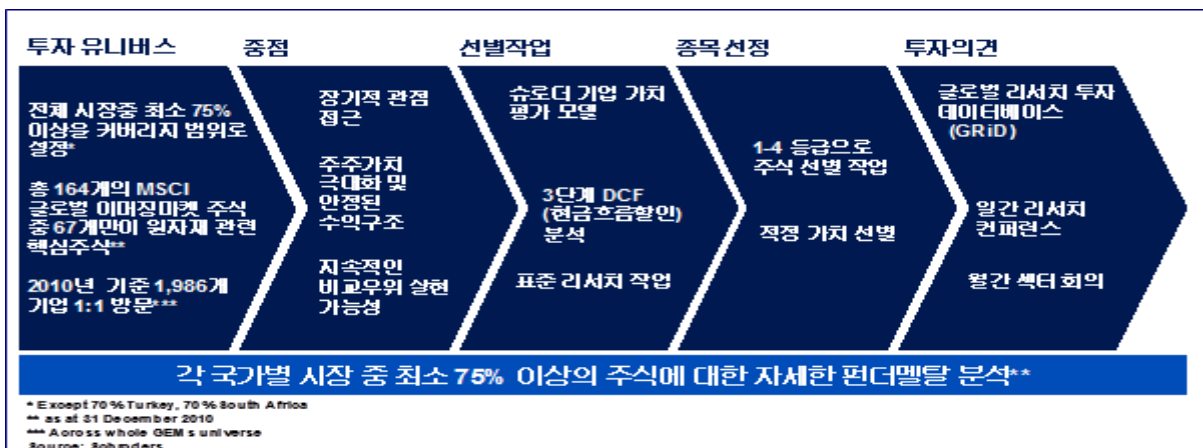 투자 유니버스
중점
선별작업
종목선정
투자의견
전체 시장중 최소 75%
이상을 커버리지 범위로
설정*
총 164개의 MSCI
글로벌 이머징마켓 주식
중 67개만이 원자재 관련
핵심주식**
2010년 기준 1,986개
기업 1:1 방문***
장기적 관점
접근
주주가치
극대화 및
안정된
수익구조
지속적인
비교우위 실현
가능성
슈로더 기업 가치
평가 모델
3단계 DCF
(현금흐름할인)
분석
표준 리서치 작업
1-4 등급으로
주식 선별 작업
적정 가치 선별
글로벌 리서치 투자
데이터베이스
(GRiD)
월간 리서치
컨퍼런스
월간 섹터 회의
각 국가별 시장 중 최소 75% 이상의 주식에 대한 자세한 펀더멜탈 분석**
* Except 70% Turkey, 70% South Africa
** as at 31 December 2010
*** Across whole GEMs universe
Source: Schroders